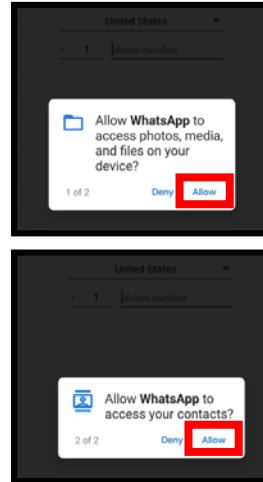 United States
+ 1 phone number
Allow WhatsApp to
access photos, media,
and files on your
device?
1 of 2 Deny Allow
United States
+ 1 phone number
Allow WhatsApp to
access your contacts?
2 of 2 Deny Allow